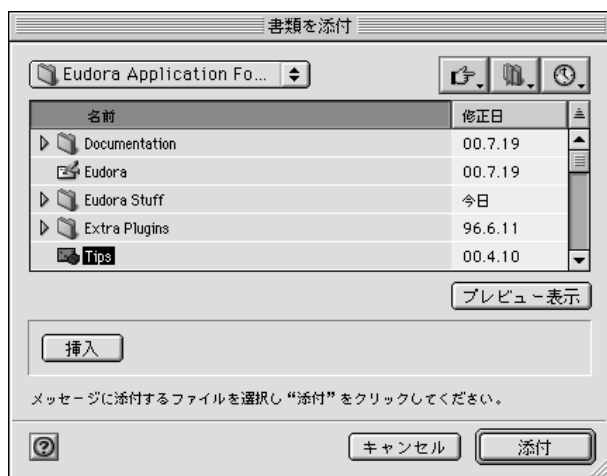 書類を添付
Eudora Application Fo...
名前 修正日
Documentation 00.7.19
Eudora 00.7.19
Eudora Stuff 今日
Extra Plugins 96.6.11
Tips 00.4.10
プレビュー表示
挿入
メッセージに添付するファイルを選択し“添付”をクリックしてください。
? キャンセル 添付